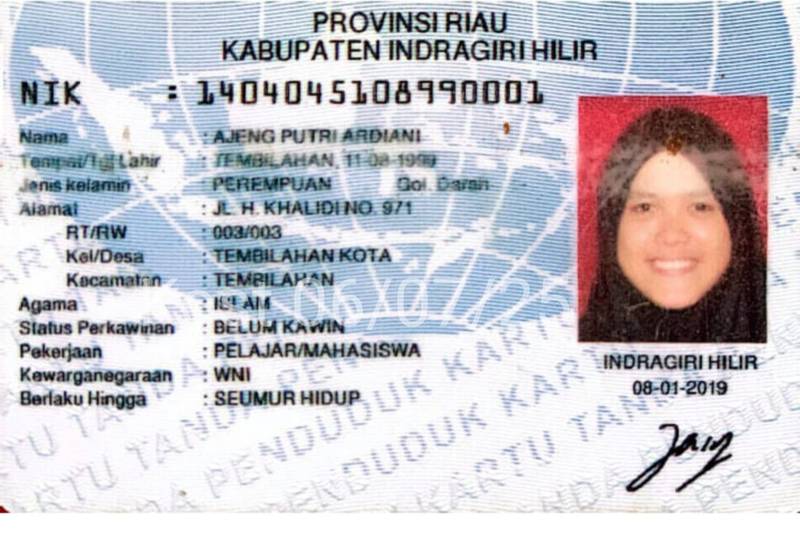 PROVINSI RIAU
KABUPATEN INDRAGIRI HILIR
NIK : 1404045108990001
Nama : AJENG PUTRI ARDIANI
Tempat/Tgl Lahir : TEMBILAHAN, 11-08-1999
Jenis kelamin : PEREMPUAN Gol. Darah
Alamat : JL. H. KHALIDI NO. 971
RT/RW : 003/003
Kel/Desa : TEMBILAHAN KOTA
Kecamatan : TEMBILAHAN
Agama : ISLAM
Status Perkawinan : BELUM KAWIN
Pekerjaan : PELAJAR/MAHASISWA
Kewarganegaraan : WNI
Berlaku Hingga : SEUMUR HIDUP
INDRAGIRI HILIR
08-01-2019
06/07/25
KARTU TANDA PENDUDUK KARTU TANDA PENDUDUK